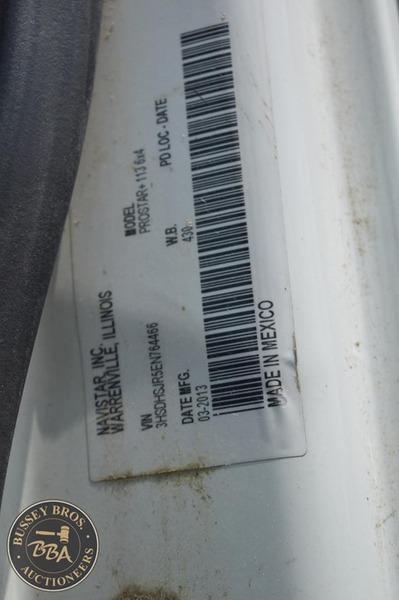 NAVISTAR, INC.
WARRENVILLE, ILLINOIS
VIN
3HSDHSJR5EN764466
MODEL
PROSTAR+ 113 6x4
DATE MFG.
03-2013
W.B.
430
PD LOC - DATE
MADE IN MEXICO
BUSSEY BROS.
BBA
AUCTIONEERS